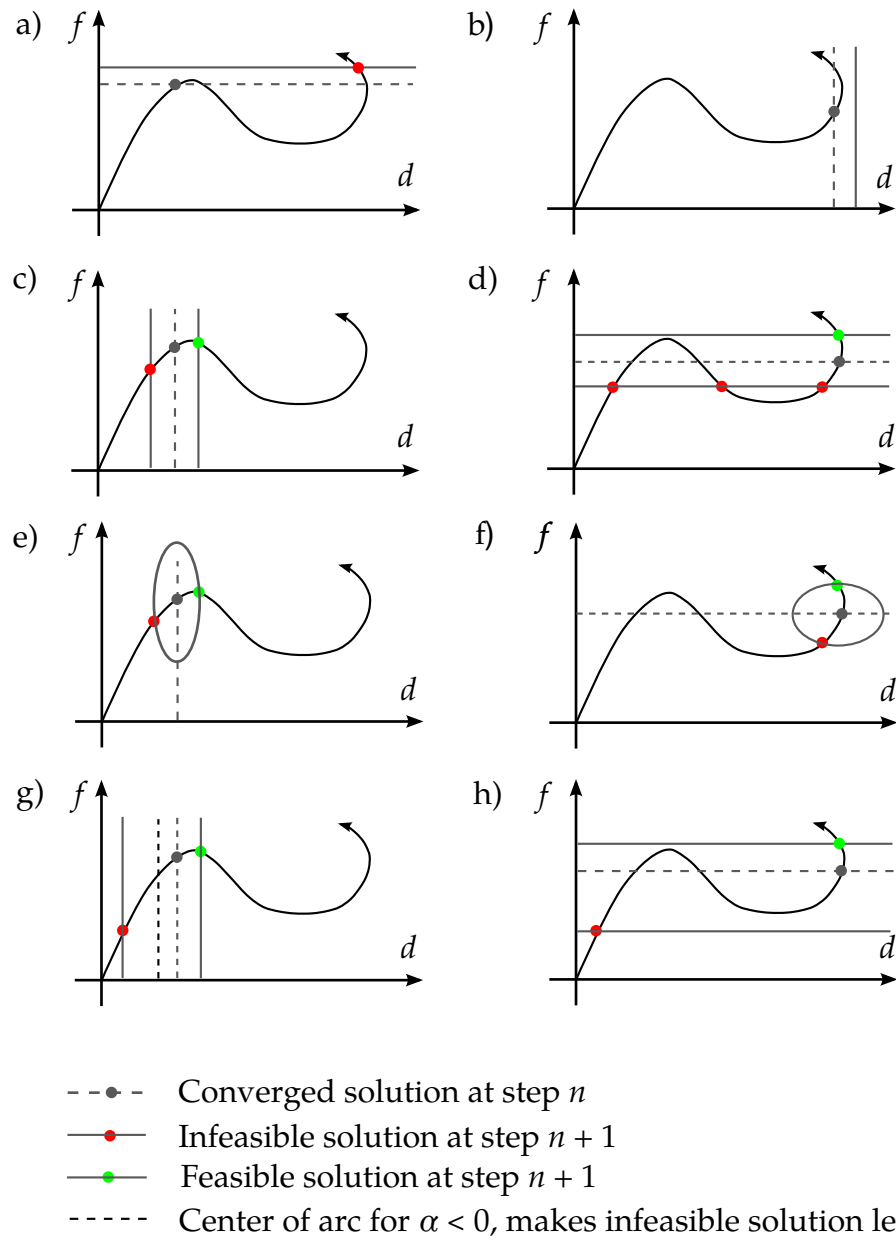 a) f d
b) d
c) f d
d) f d
e) f d
f) f d
g) f d
h) f d
Converged solution at step n
Infeasible solution at step n + 1
Feasible solution at step n + 1
Center of arc for α < 0, makes infeasible solution le